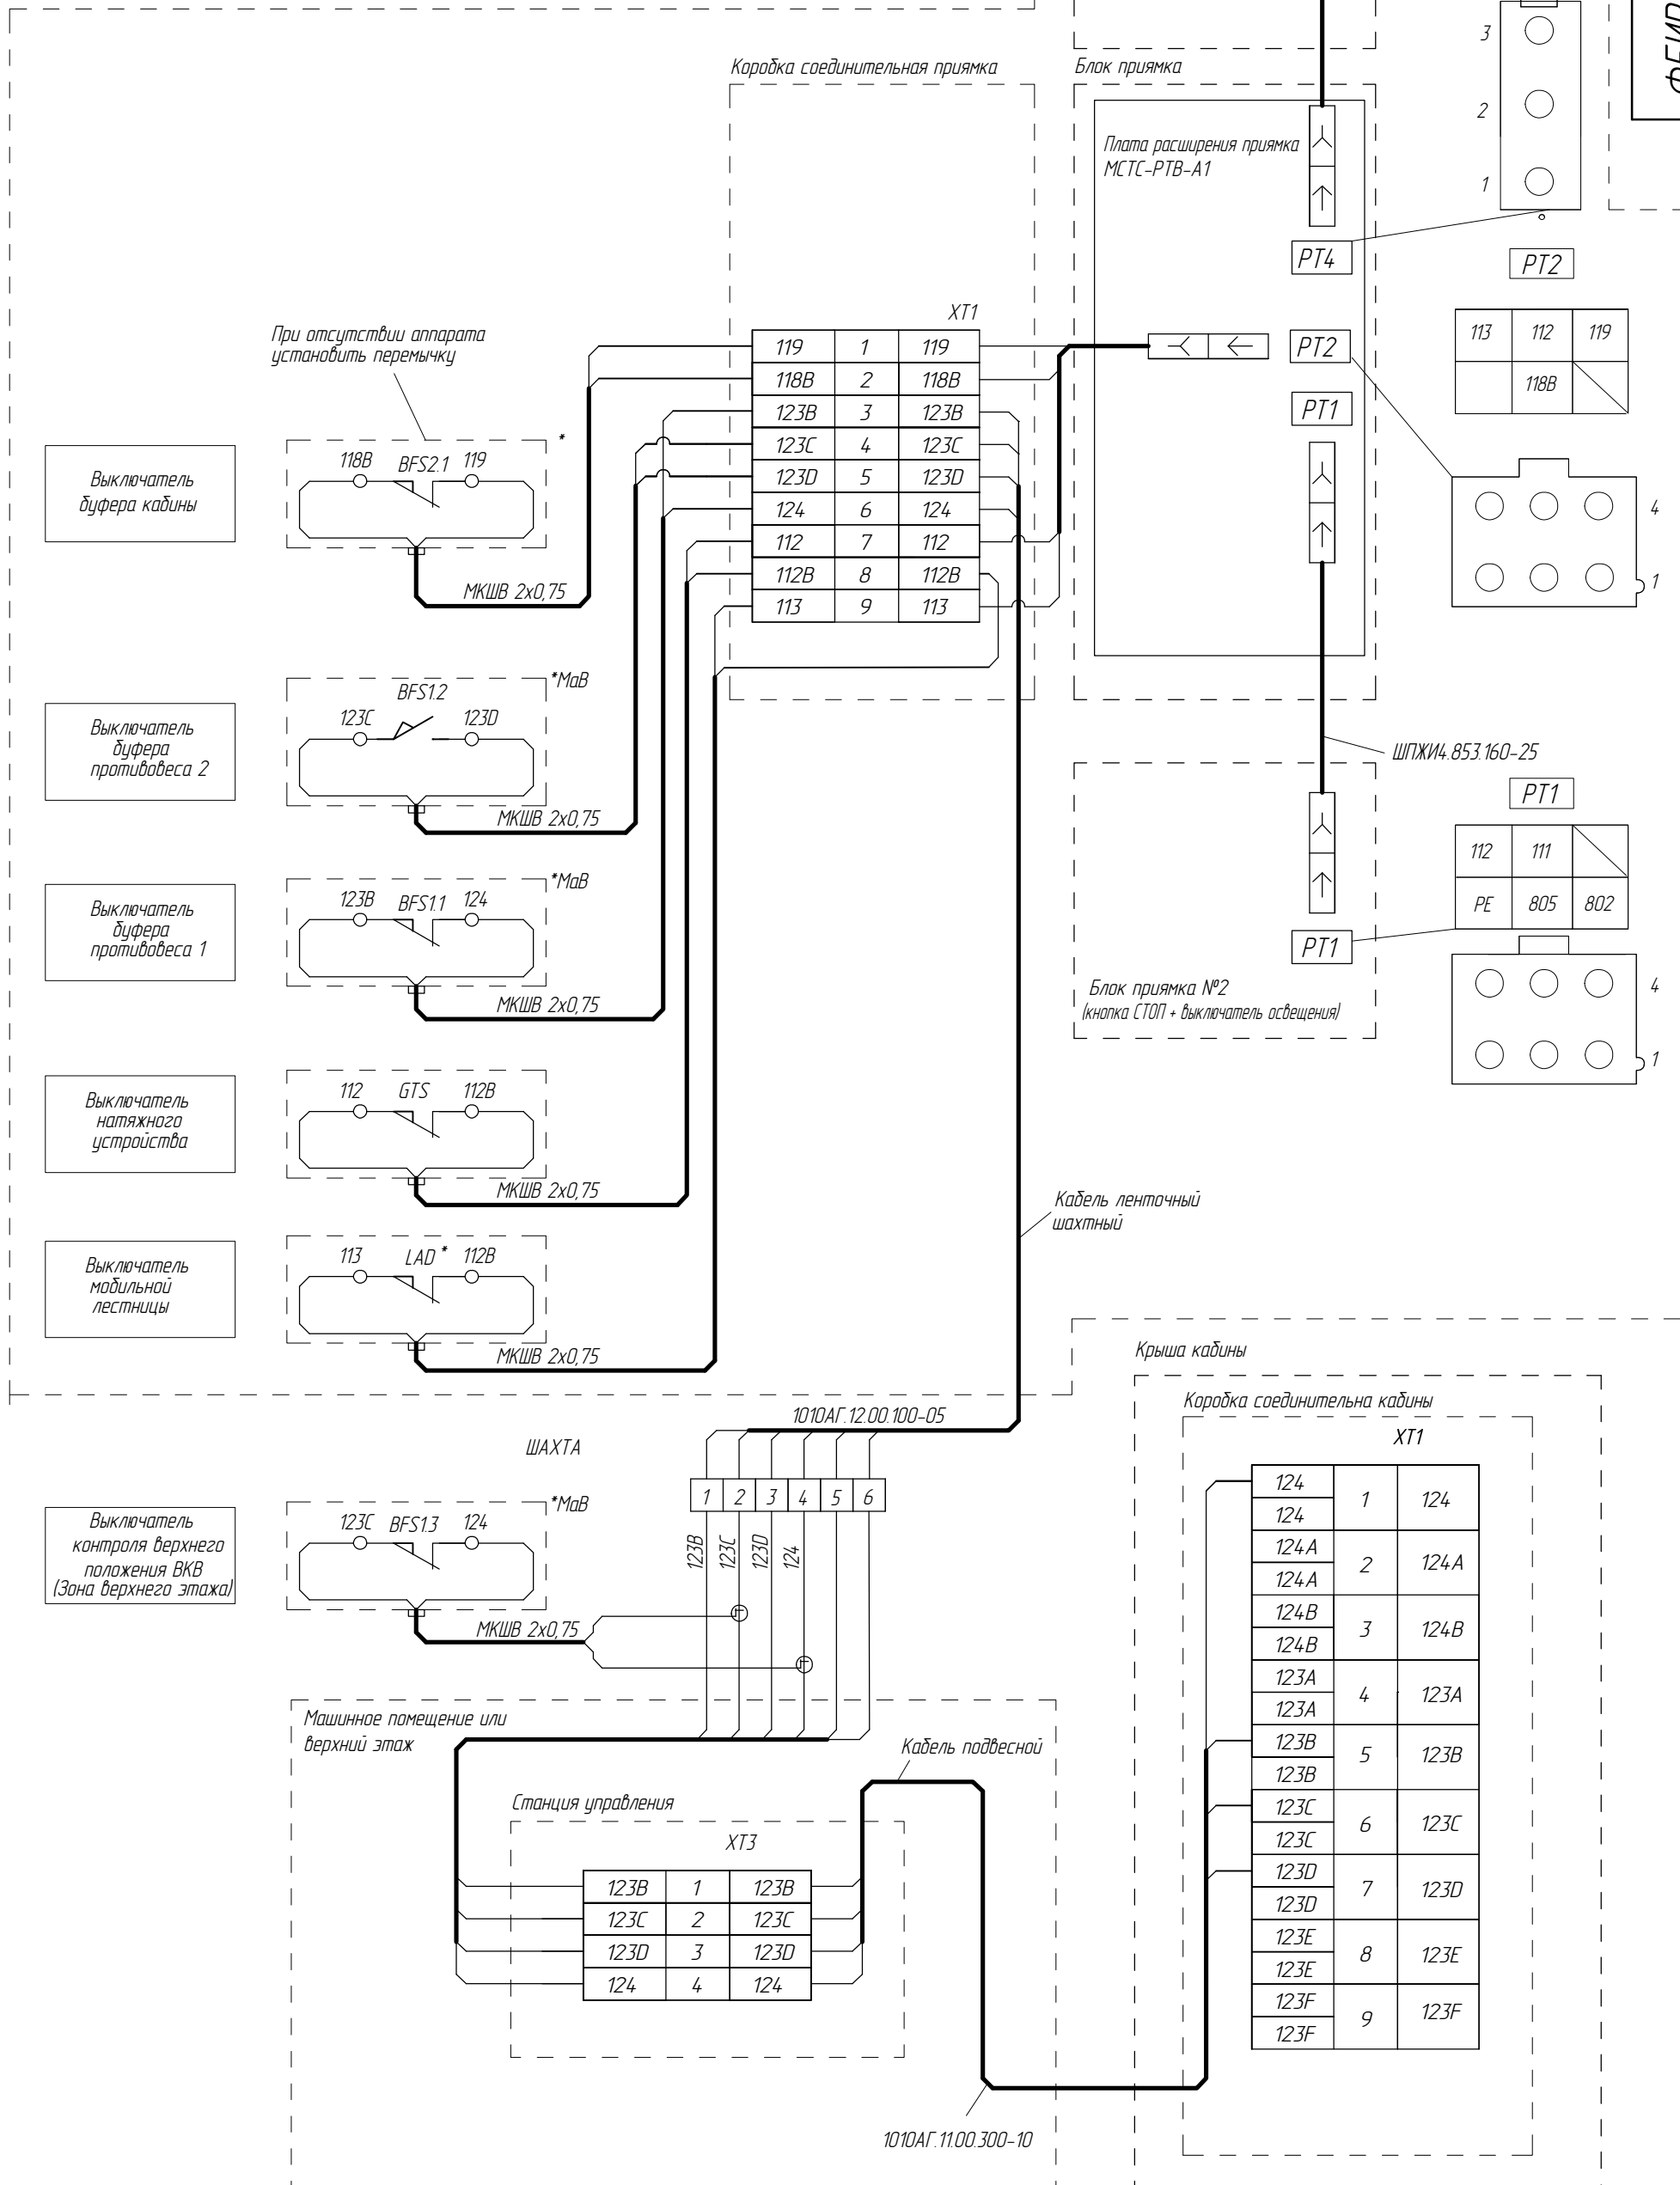 Коробка соединительная приямка
Блок приямка
Плата расширения приямка
МСТС-РТВ-А1
3
2
1
РТ4
РТ2
РТ2
РТ1
113 112 119
118В
4
1
При отсутствии аппарата
установить перемычку
ХТ1
119 1 119
118В 2 118В
123В 3 123В
123С 4 123С
123D 5 123D
124 6 124
112 7 112
112В 8 112В
113 9 113
Выключатель
буфера кабины
118В BFS2.1 119
*
МКШВ 2х0,75
Выключатель
буфера
противовеса 2
BFS1.2
123С 123D
*МаВ
МКШВ 2х0,75
ШПЖИ4.853.160-25
РТ1
112 111
РЕ 805 802
4
1
РТ1
Блок приямка №2
(кнопка СТОП + выключатель освещения)
Выключатель
буфера
противовеса 1
123В BFS1.1 124
*МаВ
МКШВ 2х0,75
Выключатель
натяжного
устройства
112 GTS 112В
МКШВ 2х0,75
Выключатель
мобильной
лестницы
113 LAD * 112В
МКШВ 2х0,75
Кабель ленточный
шахтный
1010АГ.12.00.100-05
ШАХТА
1 2 3 4 5 6
123В
123С
123D
124
Выключатель
контроля верхнего
положения ВКВ
(Зона верхнего этажа)
123С BFS1.3 124
*МаВ
МКШВ 2х0,75
Крыша кабины
Коробка соединительна кабины
ХТ1
124
124
1 124
124А
124А
2 124А
124В
124В
3 124В
123А
123А
4 123А
123В
123В
5 123В
123С
123С
6 123С
123D
123D
7 123D
123Е
123Е
8 123Е
123F
123F
9 123F
Машинное помещение или
верхний этаж
Кабель подвесной
Станция управления
ХТ3
123В 1 123В
123С 2 123С
123D 3 123D
124 4 124
1010АГ.11.00.300-10